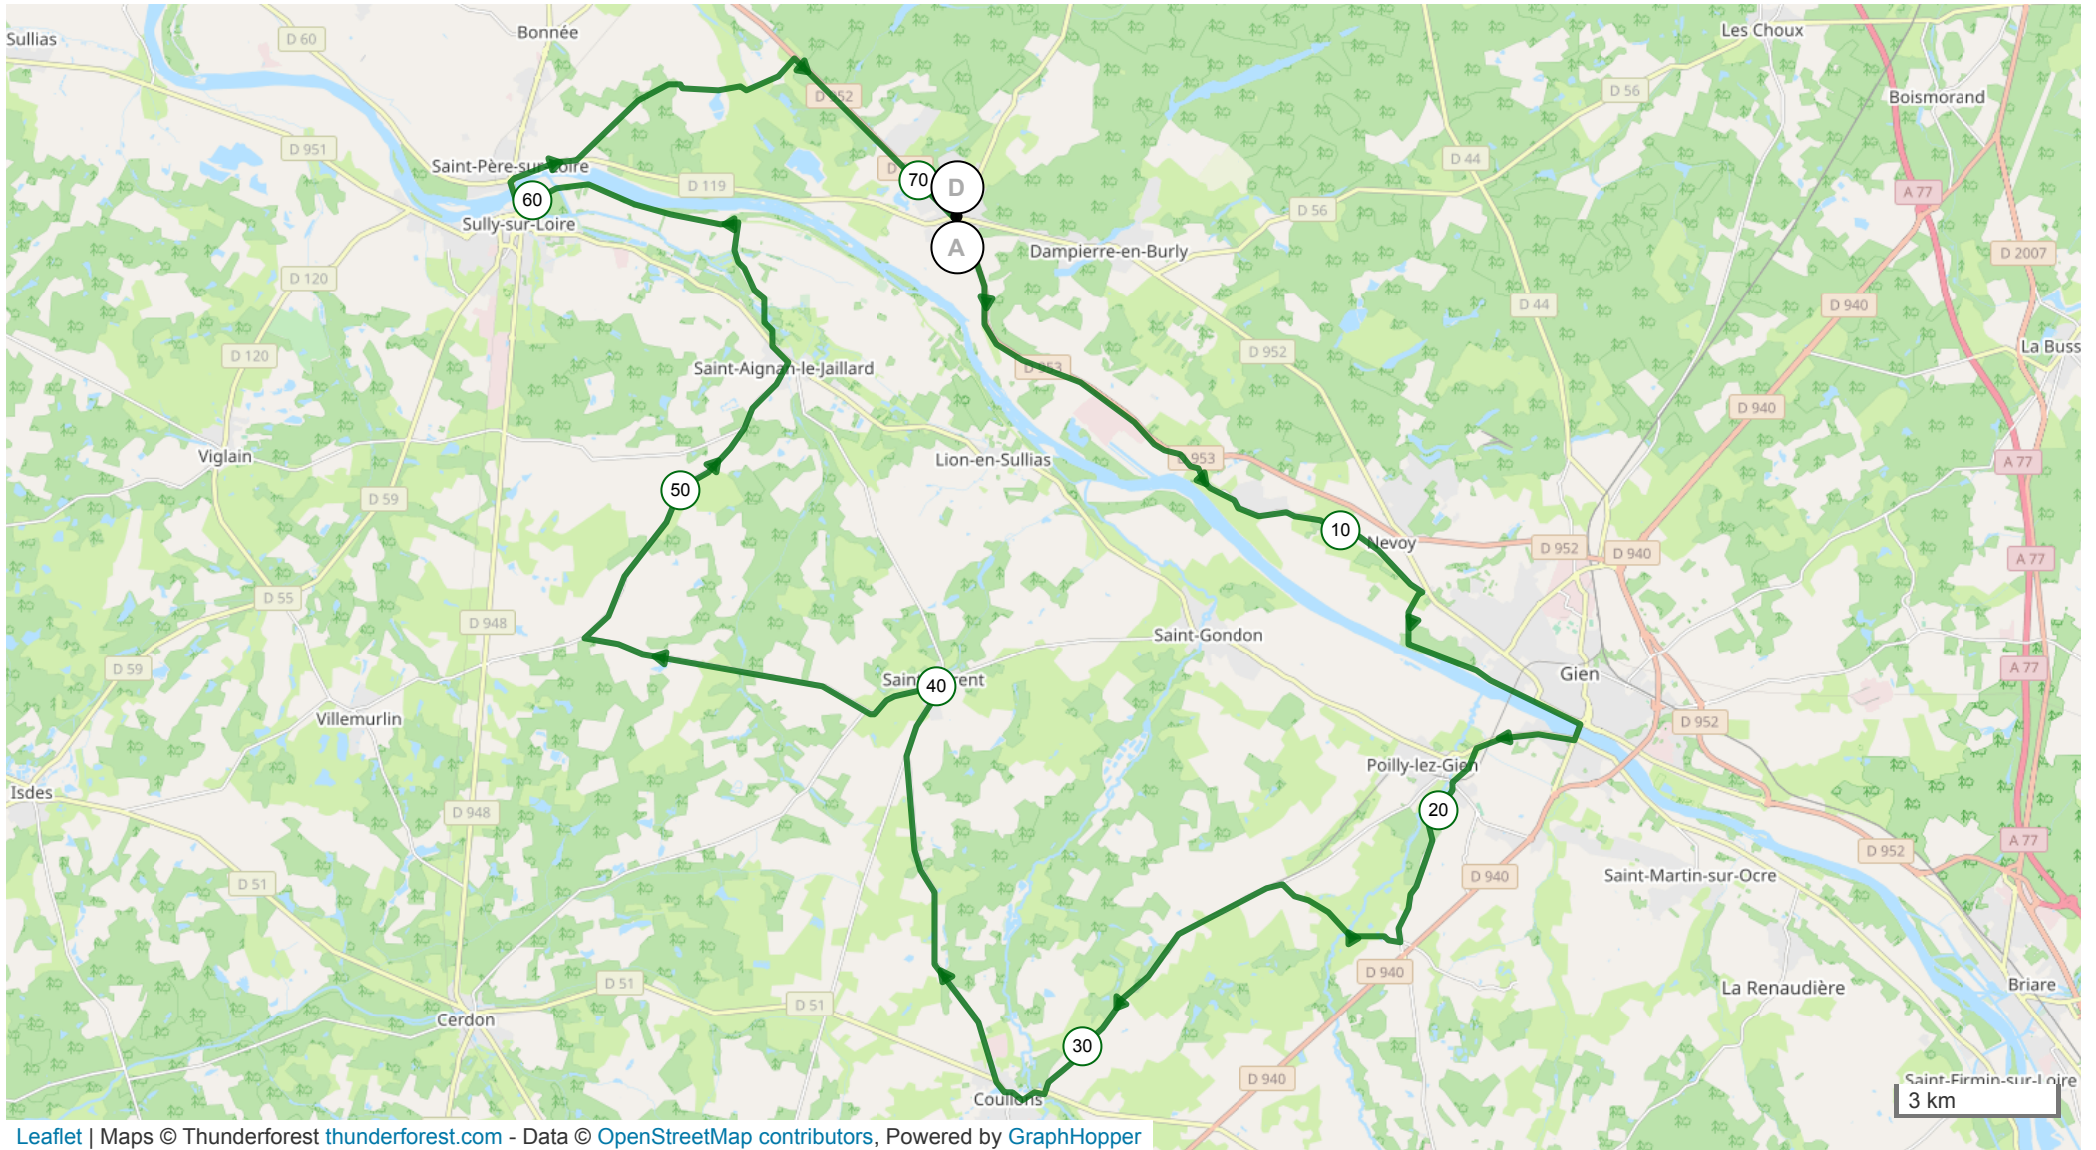 Sullias
D 60
Bonnée
Les Choux
D 952
D 56
Boismorand
D 951
Saint-Père-sur-Loire
D 119
70
D
D 44
A 77
60
Sully-sur-Loire
D 56
A
Dampierre-en-Burly
D 2007
D 120
D 44
D 940
D 120
D 952
La Buss
Saint-Aignan-le-Jaillard
D 953
D 940
Viglain
Lion-en-Sullias
D 953
A 77
50
D 59
10
Nevoy
D 952
D 940
A 77
D 55
D 948
Saint-Gondon
D 59
Gien
A 77
40
Villemurlin
D 952
Poilly-lez-Gien
Isdes
D 948
20
D 952
A 77
D 51
D 940
Saint-Martin-sur-Ocre
D 51
D 51
D 940
La Renaudière
Briare
Cerdon
30
D 940
Saint-Firmin-sur-Loire
Coullons
3 km
Leaflet | Maps © Thunderforest thunderforest.com - Data © OpenStreetMap contributors, Powered by GraphHopper